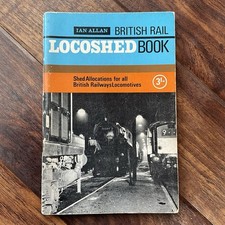 IAN ALLAN BRITISH RAIL
LOCOSHED BOOK
Shed Allocations for all
British Railways Locomotives
3/-